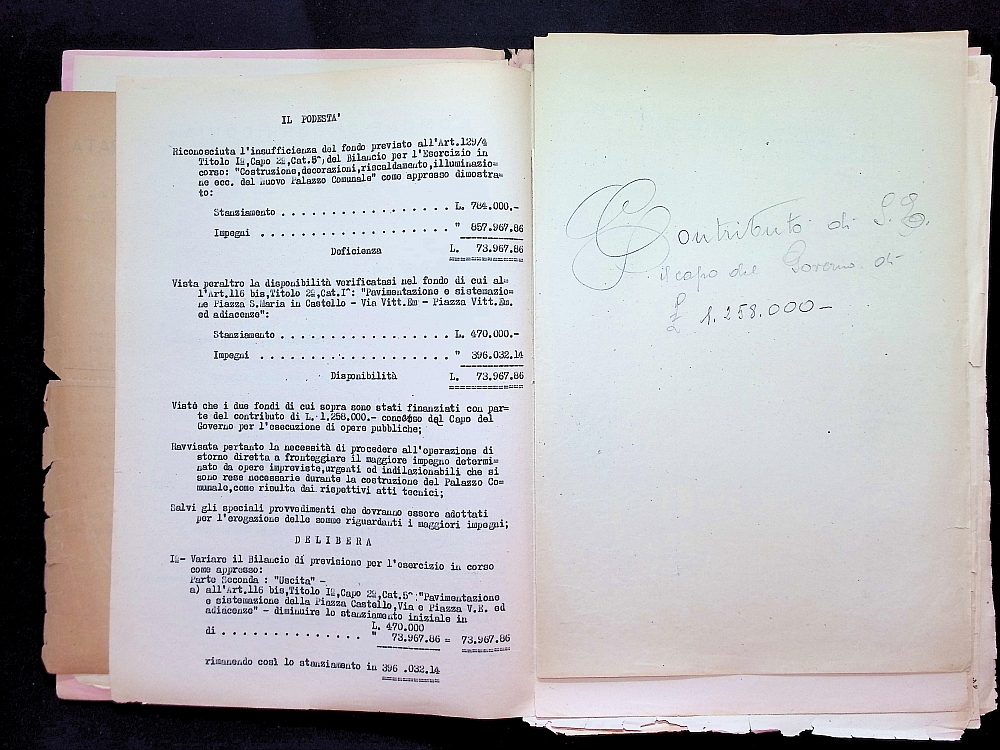 IL PODESTA'
Riconosciuta l'insufficienza del fondo previsto all'Art.129/4
Titolo Iº, Capo 2º, Cat.5^, del Bilancio per l'Esercizio in
corso: "Costruzione, decorazioni, riscaldamento, illuminazio=
ne ecc. del nuovo Palazzo Comunale" come appresso dimostra=
to:
Stanziamento . . . . . . . . . . . . . . . . . L. 784.000.-
Impegni . . . . . . . . . . . . . . . . . . . " 857.967.86
Deficienza L. 73.967.86
Vista peraltro la disponibilità verificatasi nel fondo di cui al=
l'Art.116 bis, Titolo 2º, Cat.I^: "Pavimentazione e sistemazio=
ne Piazza S.Maria in Castello - Via Vitt.Em - Piazza Vitt.Em.
ed adiacenze":
Stanziamento . . . . . . . . . . . . . . . . . L. 470.000.-
Impegni . . . . . . . . . . . . . . . . . . . " 396.032.14
Disponibilità L. 73.967.86
Visto che i due fondi di cui sopra sono stati finanziati con par=
te del contributo di L. 1.258.000.- concesso dal Capo del
Governo per l'esecuzione di opere pubbliche;
Ravvisata pertanto la necessità di procedere all'operazione di
storno diretta a fronteggiare il maggiore impegno determi=
nato da opere impreviste, urgenti ed indilazionabili che si
sono rese necessarie durante la costruzione del Palazzo Co=
munale, come risulta dai rispettivi atti tecnici;
Salvi gli speciali provvedimenti che dovranno essere adottati
per l'erogazione delle somme riguardanti i maggiori impegni;
D E L I B E R A
Iº- Variare il Bilancio di previsione per l'esercizio in corso
come appresso:
Parte Seconda : "Uscita" -
a) all'Art.116 bis, Titolo Iº, Capo 2º, Cat.5^: "Pavimentazione
e sistemazione della Piazza Castello, Via e Piazza V.E. ed
adiacenze" - diminuire lo stanziamento iniziale in
L. 470.000
di . . . . . . . . . . . . . . " 73.967.86 = 73.967.86
rimanendo così lo stanziamento in 396.032.14
Contributo di S.E.
il capo del Governo di
£ 1.258.000-